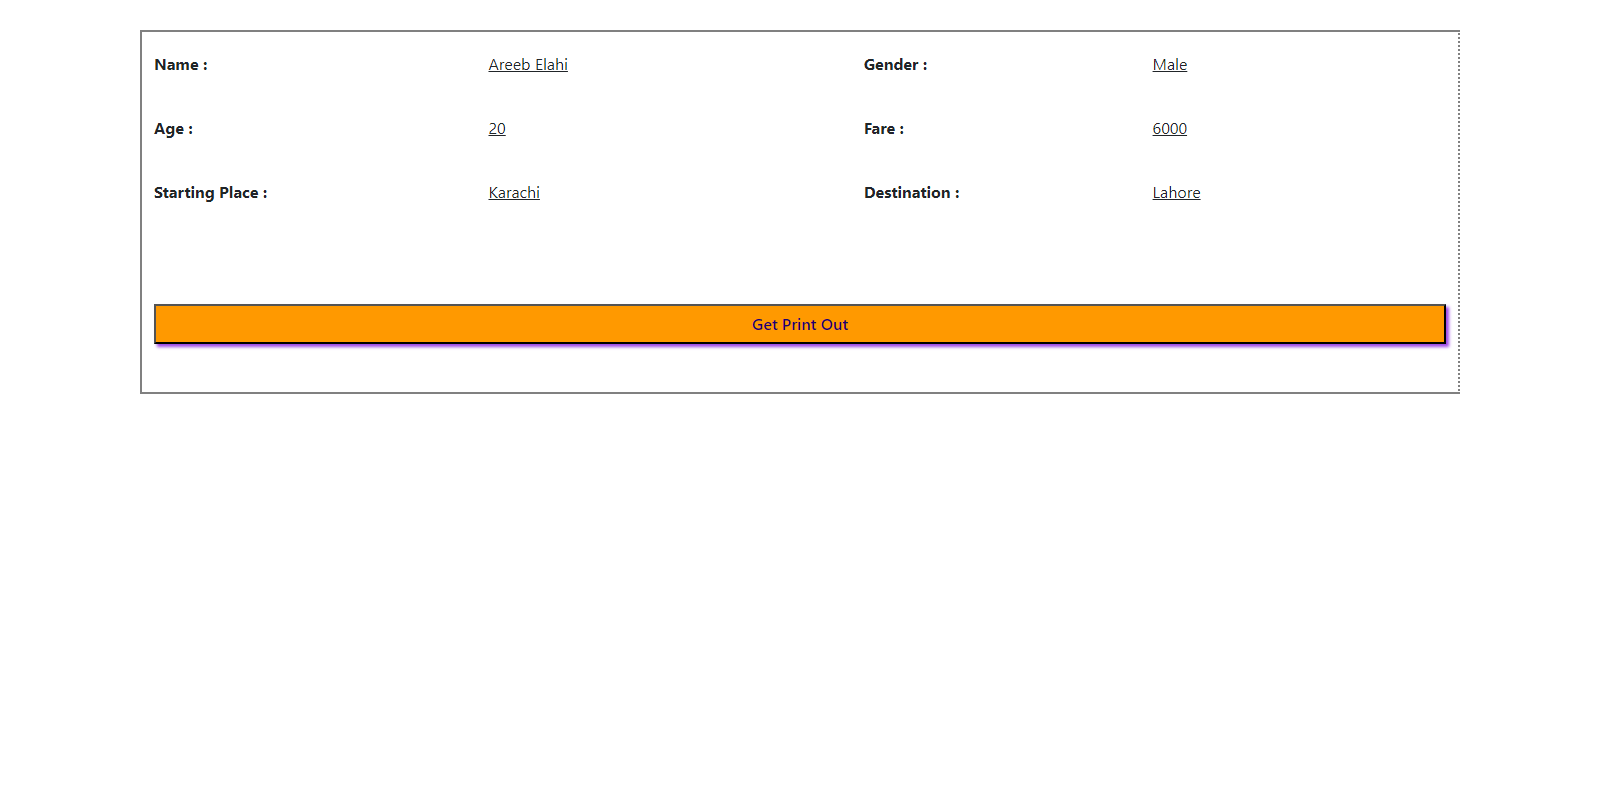 Name : Areeb Elahi Gender : Male
Age : 20 Fare : 6000
Starting Place : Karachi Destination : Lahore
Get Print Out